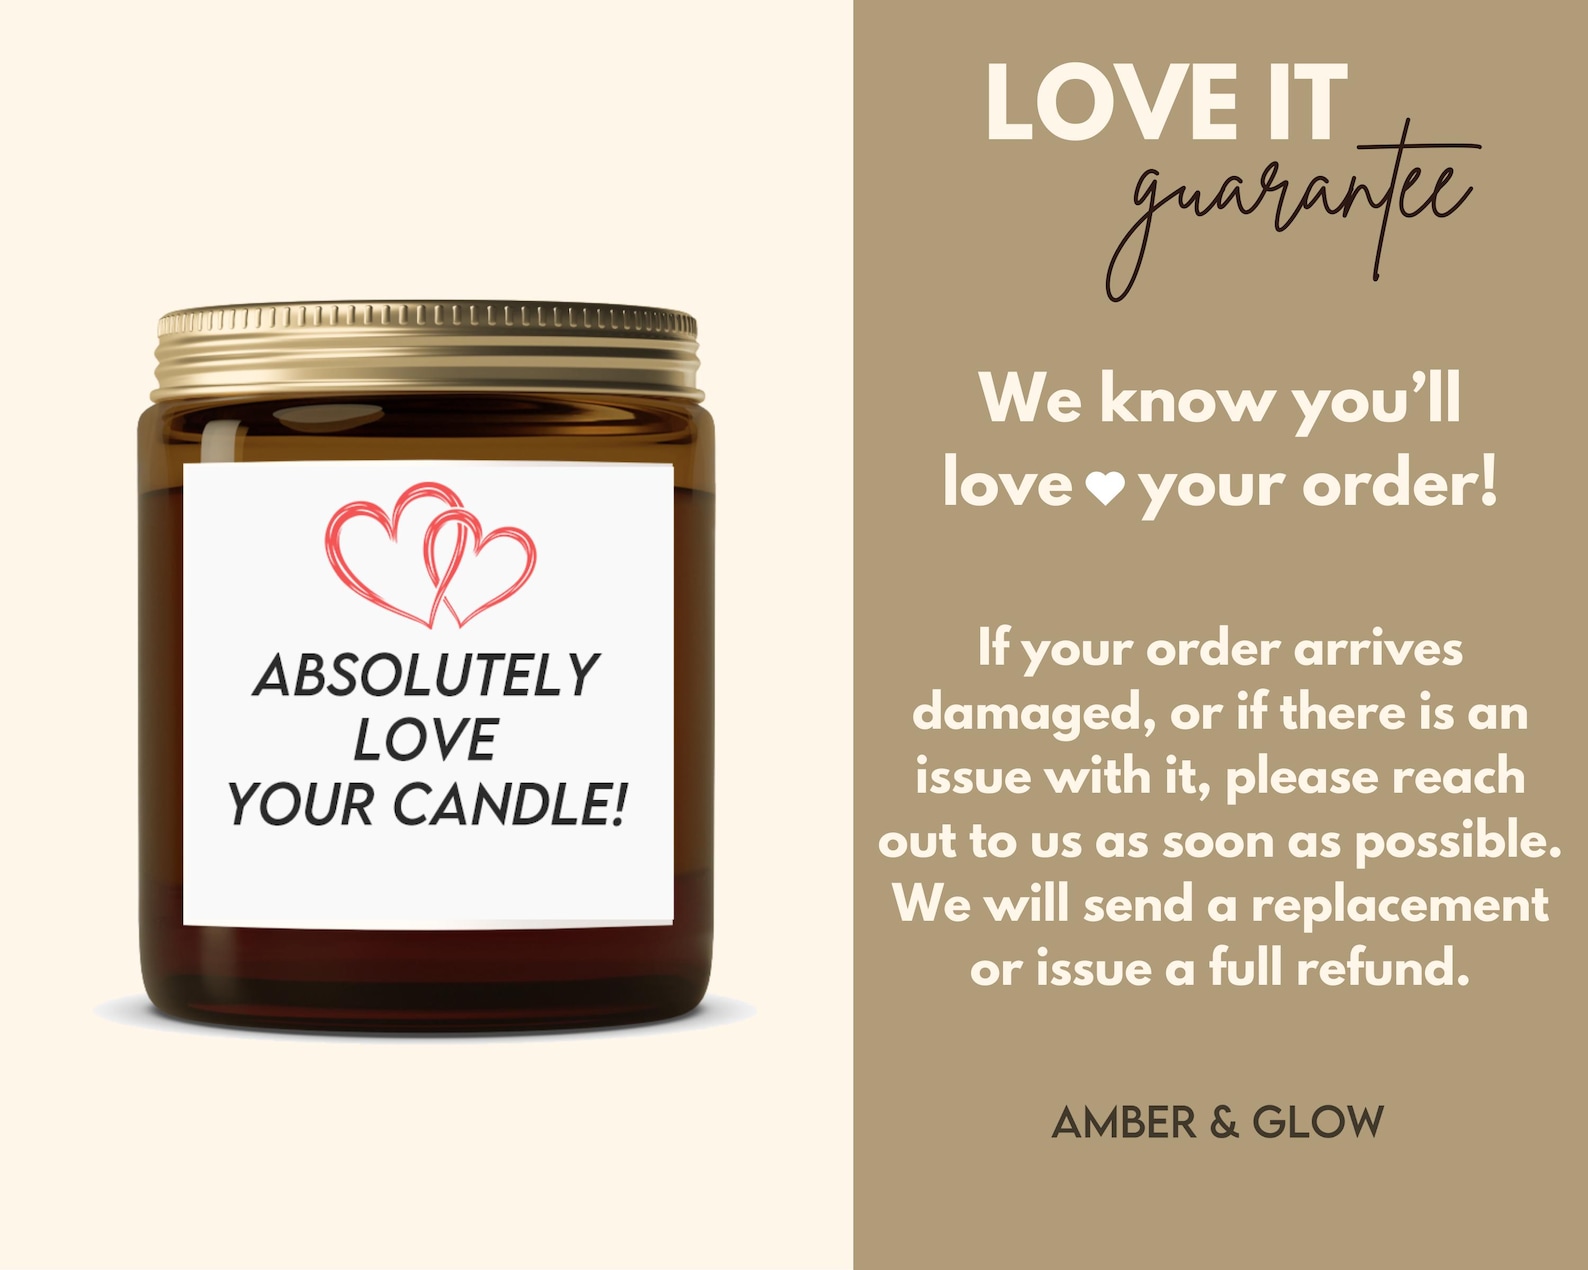 ABSOLUTELY
LOVE
YOUR CANDLE!
LOVE IT
guarantee
We know you’ll
love 🤍 your order!
If your order arrives
damaged, or if there is an
issue with it, please reach
out to us as soon as possible.
We will send a replacement
or issue a full refund.
AMBER & GLOW